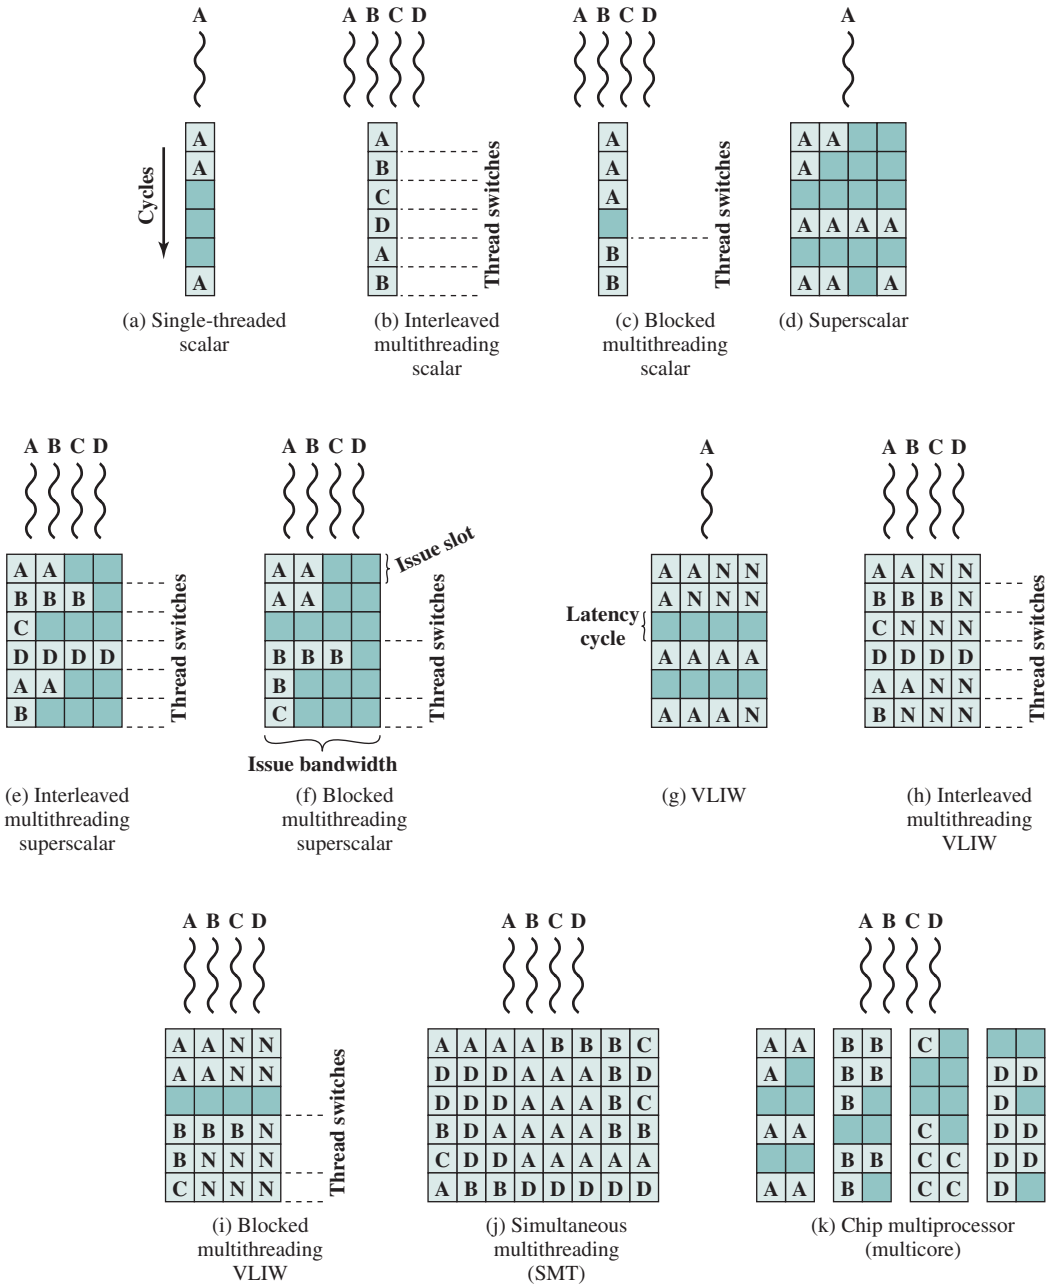 A
A B C D
A B C D
A
Cycles
A
A
A
(a) Single-threaded
scalar
A
B
C
D
A
B
Thread switches
(b) Interleaved
multithreading
scalar
A
A
A
B
B
Thread switches
(c) Blocked
multithreading
scalar
A A
A
A A A A
A A A
(d) Superscalar
A B C D
A B C D
A
A B C D
A A
B B B
C
D D D D
A A
B
Thread switches
(e) Interleaved
multithreading
superscalar
A A
A A
B B B
B
C
Issue slot
Thread switches
Issue bandwidth
(f) Blocked
multithreading
superscalar
Latency
cycle
A A N N
A N N N
A A A A
A A A N
(g) VLIW
A A N N
B B B N
C N N N
D D D D
A A N N
B N N N
Thread switches
(h) Interleaved
multithreading
VLIW
A B C D
A B C D
A B C D
A A N N
A A N N
B B B N
B N N N
C N N N
Thread switches
(i) Blocked
multithreading
VLIW
A A A A B B B C
D D D A A A B D
D D D A A A B C
B D A A A A B B
C D D A A A A A
A B B D D D D D
(j) Simultaneous
multithreading
(SMT)
A A
A
A A
A A
B B
B B
B
B B
B
C
C
C C
C C
D D
D
D D
D D
D
(k) Chip multiprocessor
(multicore)